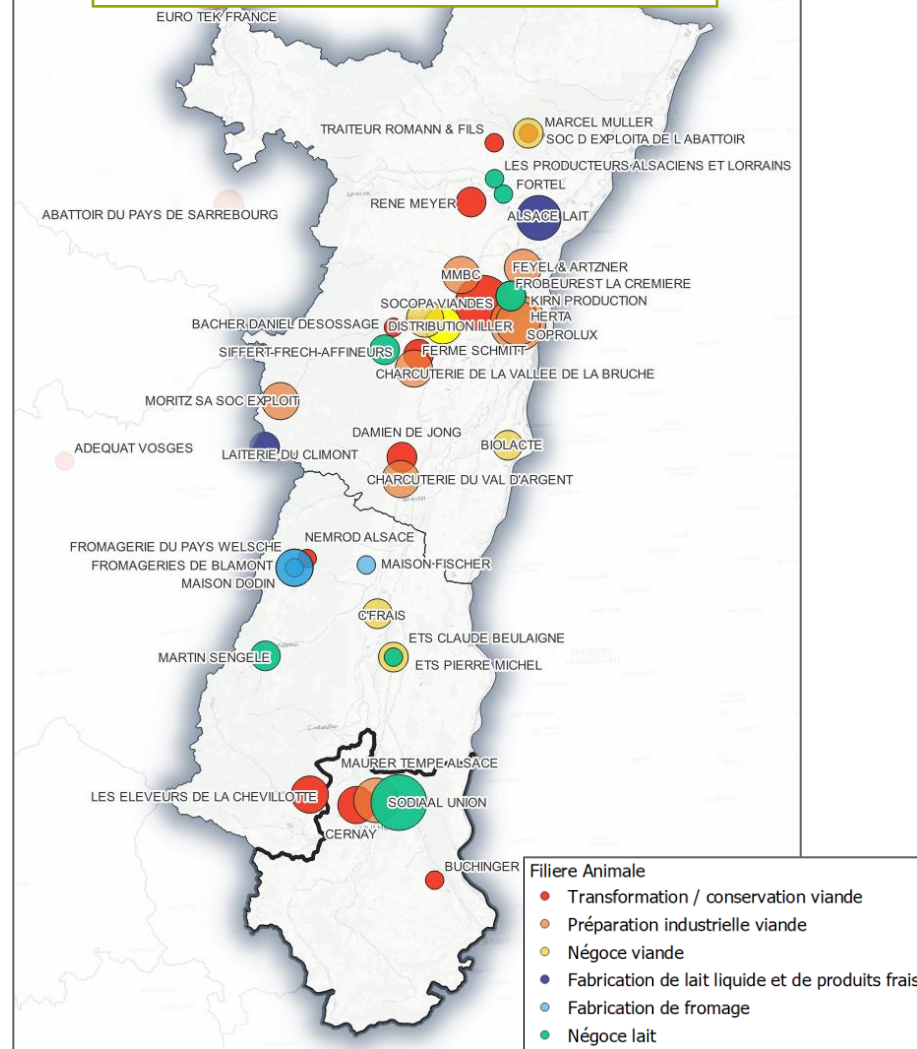 EURO TEK FRANCE
MARCEL MULLER
TRAITEUR ROMANN & FILS
SOC D EXPLOITA DE L ABATTOIR
LES PRODUCTEURS ALSACIENS ET LORRAINS
FORTEL
RENE MEYER
ABATTOIR DU PAYS DE SARREBOURG
ALSACE LAIT
MMBC
FEYEL & ARTZNER
FROBEUREST LA CREMIERE
SOCOPA VIANDES
KIRN PRODUCTION
HERTA
BACHER DANIEL DESOSSAGE
DISTRIBUTION ILLER
SOPROLUX
SIFFERT-FRECH-AFFINEURS
FERME SCHMITT
CHARCUTERIE DE LA VALLEE DE LA BRUCHE
MORITZ SA SOC EXPLOIT
DAMIEN DE JONG
BIOLACTE
ADEQUAT VOSGES
LAITERIE DU CLIMONT
CHARCUTERIE DU VAL D'ARGENT
NEMROD ALSACE
FROMAGERIE DU PAYS WELSCHE
FROMAGERIES DE BLAMONT
MAISON FISCHER
MAISON DODIN
C'FRAIS
ETS CLAUDE BEULAIGNE
MARTIN SENGELE
ETS PIERRE MICHEL
MAURER TEMPE ALSACE
LES ELEVEURS DE LA CHEVILLOTTE
SODIAAL UNION
CERNAY
BUCHINGER
Filiere Animale
Transformation / conservation viande
Préparation industrielle viande
Négoce viande
Fabrication de lait liquide et de produits frais
Fabrication de fromage
Négoce lait